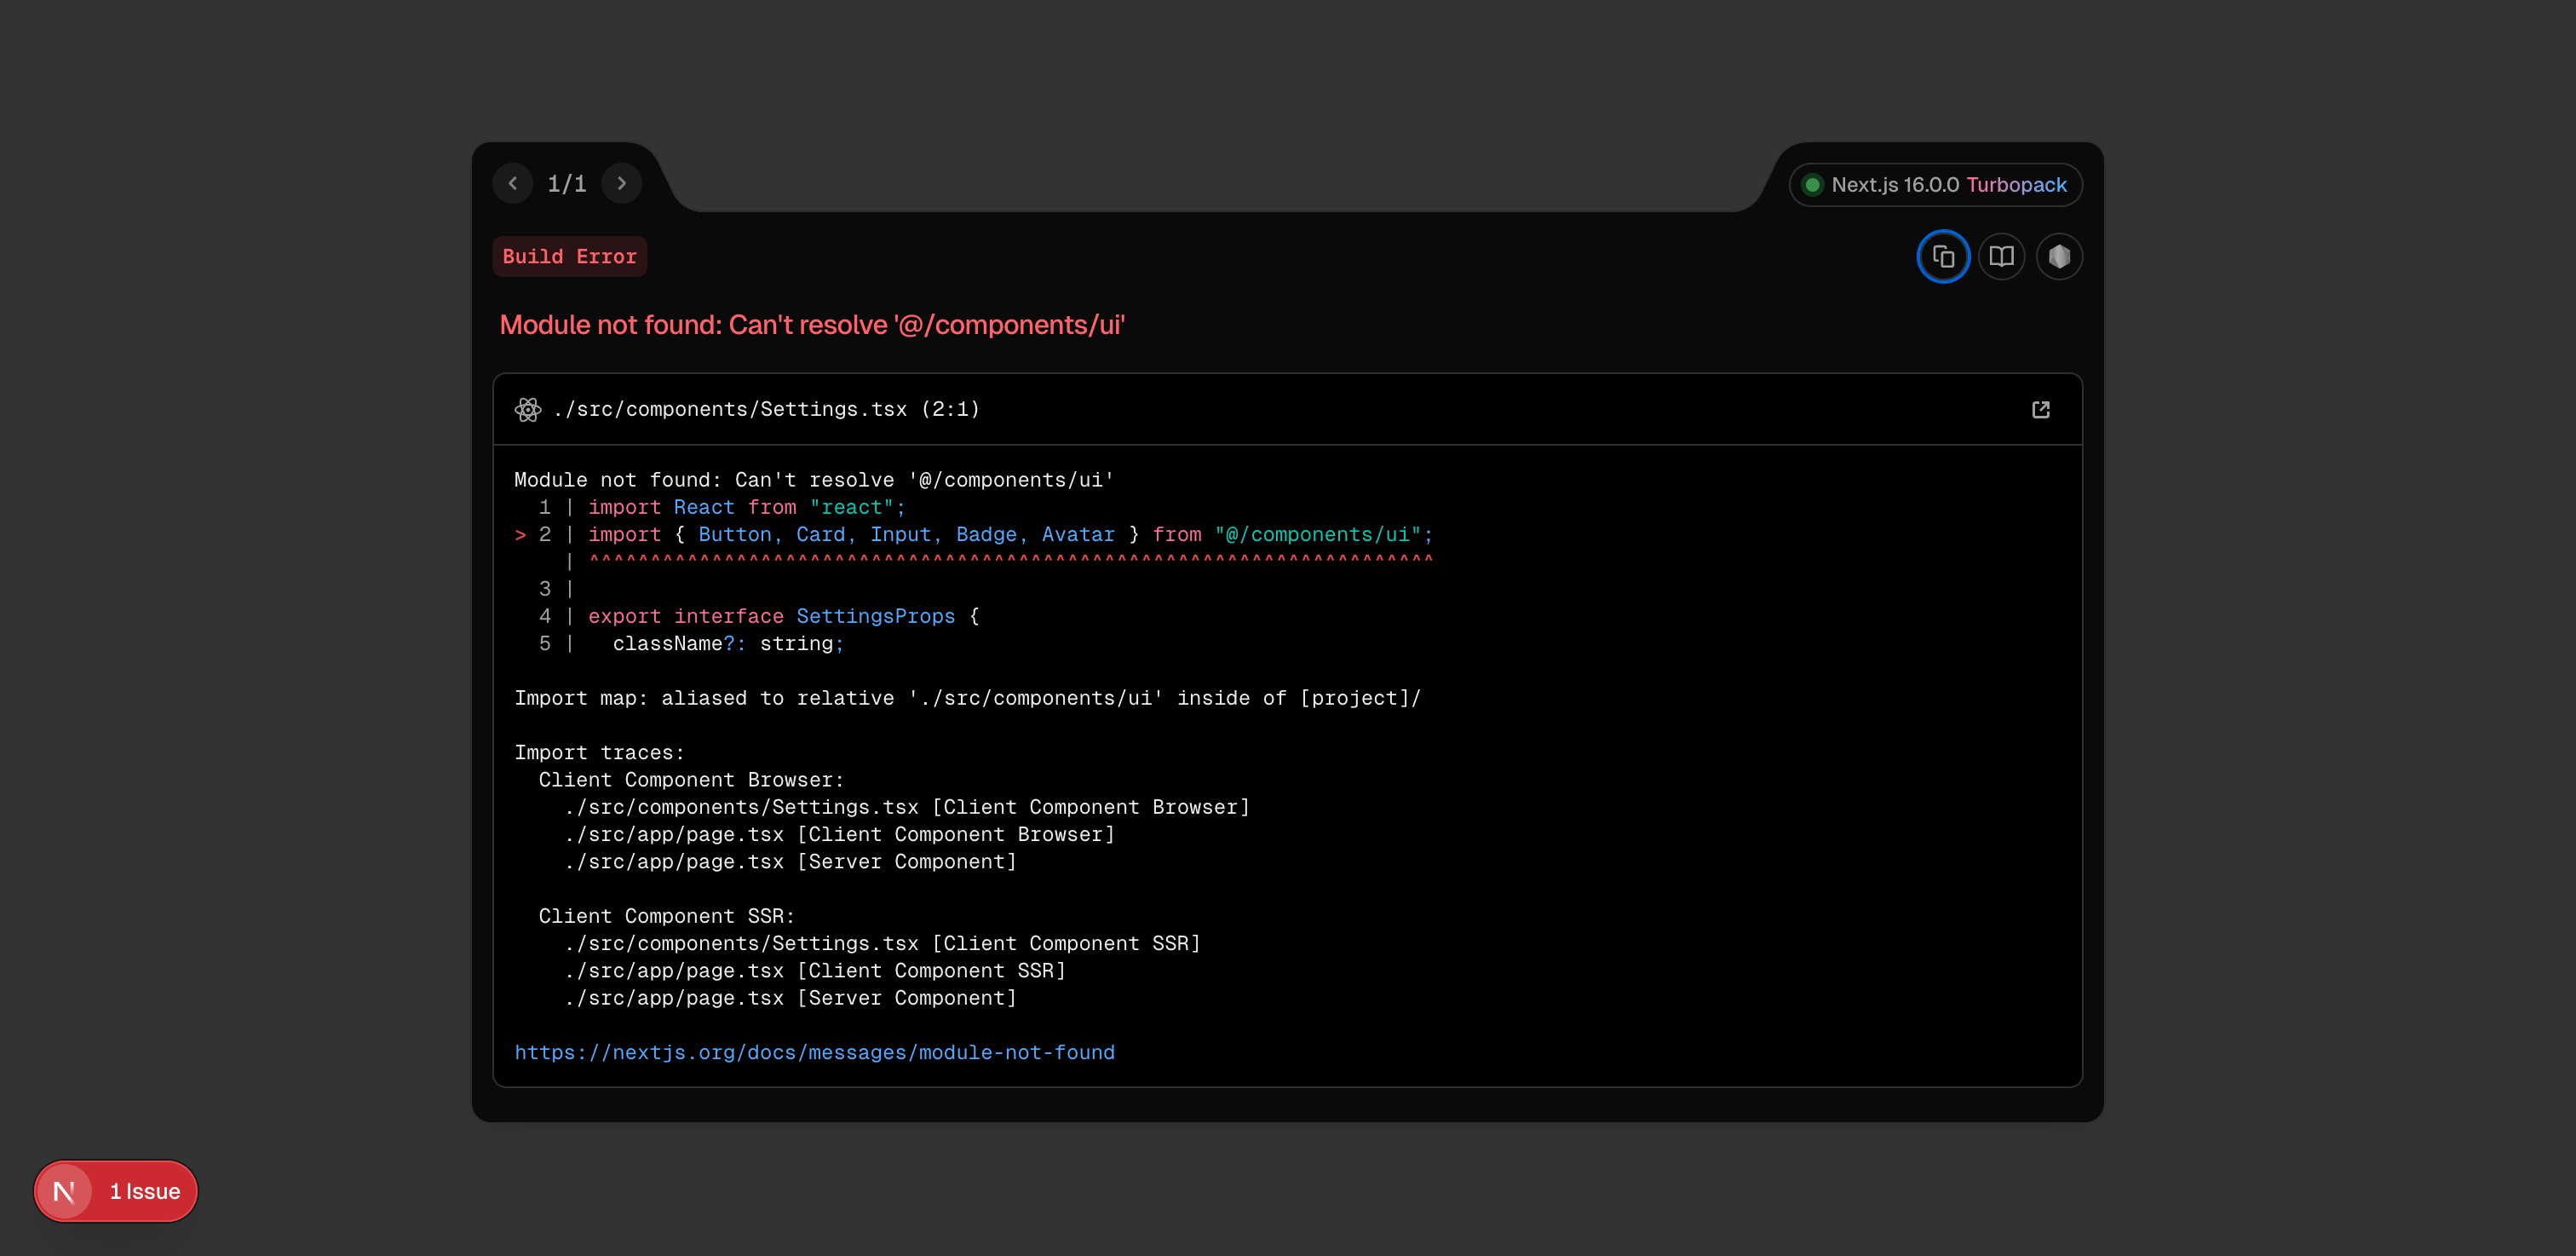 1/1
Next.js 16.0.0 Turbopack
Build Error
Module not found: Can't resolve '@/components/ui'
./src/components/Settings.tsx (2:1)
Module not found: Can't resolve '@/components/ui'
1 | import React from "react";
> 2 | import { Button, Card, Input, Badge, Avatar } from "@/components/ui";
| ^^^^^^^^^^^^^^^^^^^^^^^^^^^^^^^^^^^^^^^^^^^^^^^^^^^^^^^^^^^^^^^^^^^^^
3 |
4 | export interface SettingsProps {
5 |   className?: string;
Import map: aliased to relative './src/components/ui' inside of [project]/
Import traces:
Client Component Browser:
./src/components/Settings.tsx [Client Component Browser]
./src/app/page.tsx [Client Component Browser]
./src/app/page.tsx [Server Component]
Client Component SSR:
./src/components/Settings.tsx [Client Component SSR]
./src/app/page.tsx [Client Component SSR]
./src/app/page.tsx [Server Component]
https://nextjs.org/docs/messages/module-not-found
N 1 Issue